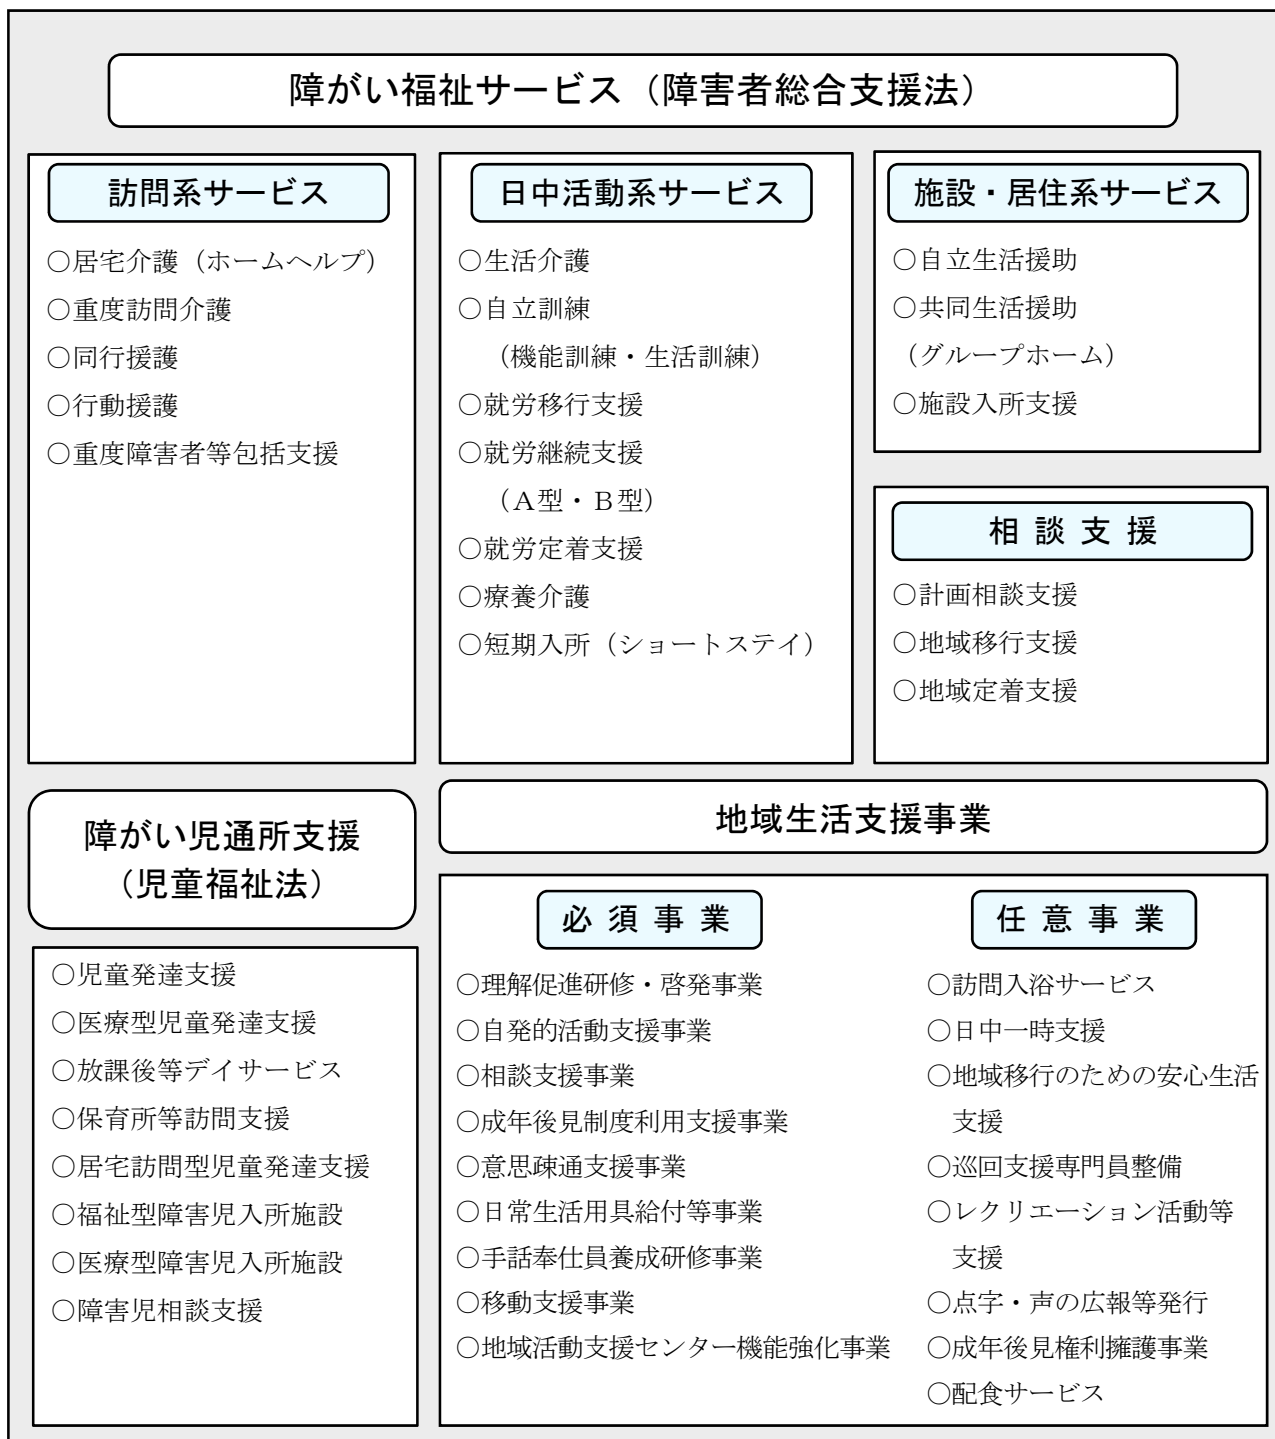 障がい福祉サービス（障害者総合支援法）
訪問系サービス
○居宅介護（ホームヘルプ）
○重度訪問介護
○同行援護
○行動援護
○重度障害者等包括支援
日中活動系サービス
○生活介護
○自立訓練
（機能訓練・生活訓練）
○就労移行支援
○就労継続支援
（Ａ型・Ｂ型）
○就労定着支援
○療養介護
○短期入所（ショートステイ）
施設・居住系サービス
○自立生活援助
○共同生活援助
（グループホーム）
○施設入所支援
相談支援
○計画相談支援
○地域移行支援
○地域定着支援
障がい児通所支援
（児童福祉法）
○児童発達支援
○医療型児童発達支援
○放課後等デイサービス
○保育所等訪問支援
○居宅訪問型児童発達支援
○福祉型障害児入所施設
○医療型障害児入所施設
○障害児相談支援
地域生活支援事業
必須事業
○理解促進研修・啓発事業
○自発的活動支援事業
○相談支援事業
○成年後見制度利用支援事業
○意思疎通支援事業
○日常生活用具給付等事業
○手話奉仕員養成研修事業
○移動支援事業
○地域活動支援センター機能強化事業
任意事業
○訪問入浴サービス
○日中一時支援
○地域移行のための安心生活
支援
○巡回支援専門員整備
○レクリエーション活動等
支援
○点字・声の広報等発行
○成年後見権利擁護事業
○配食サービス